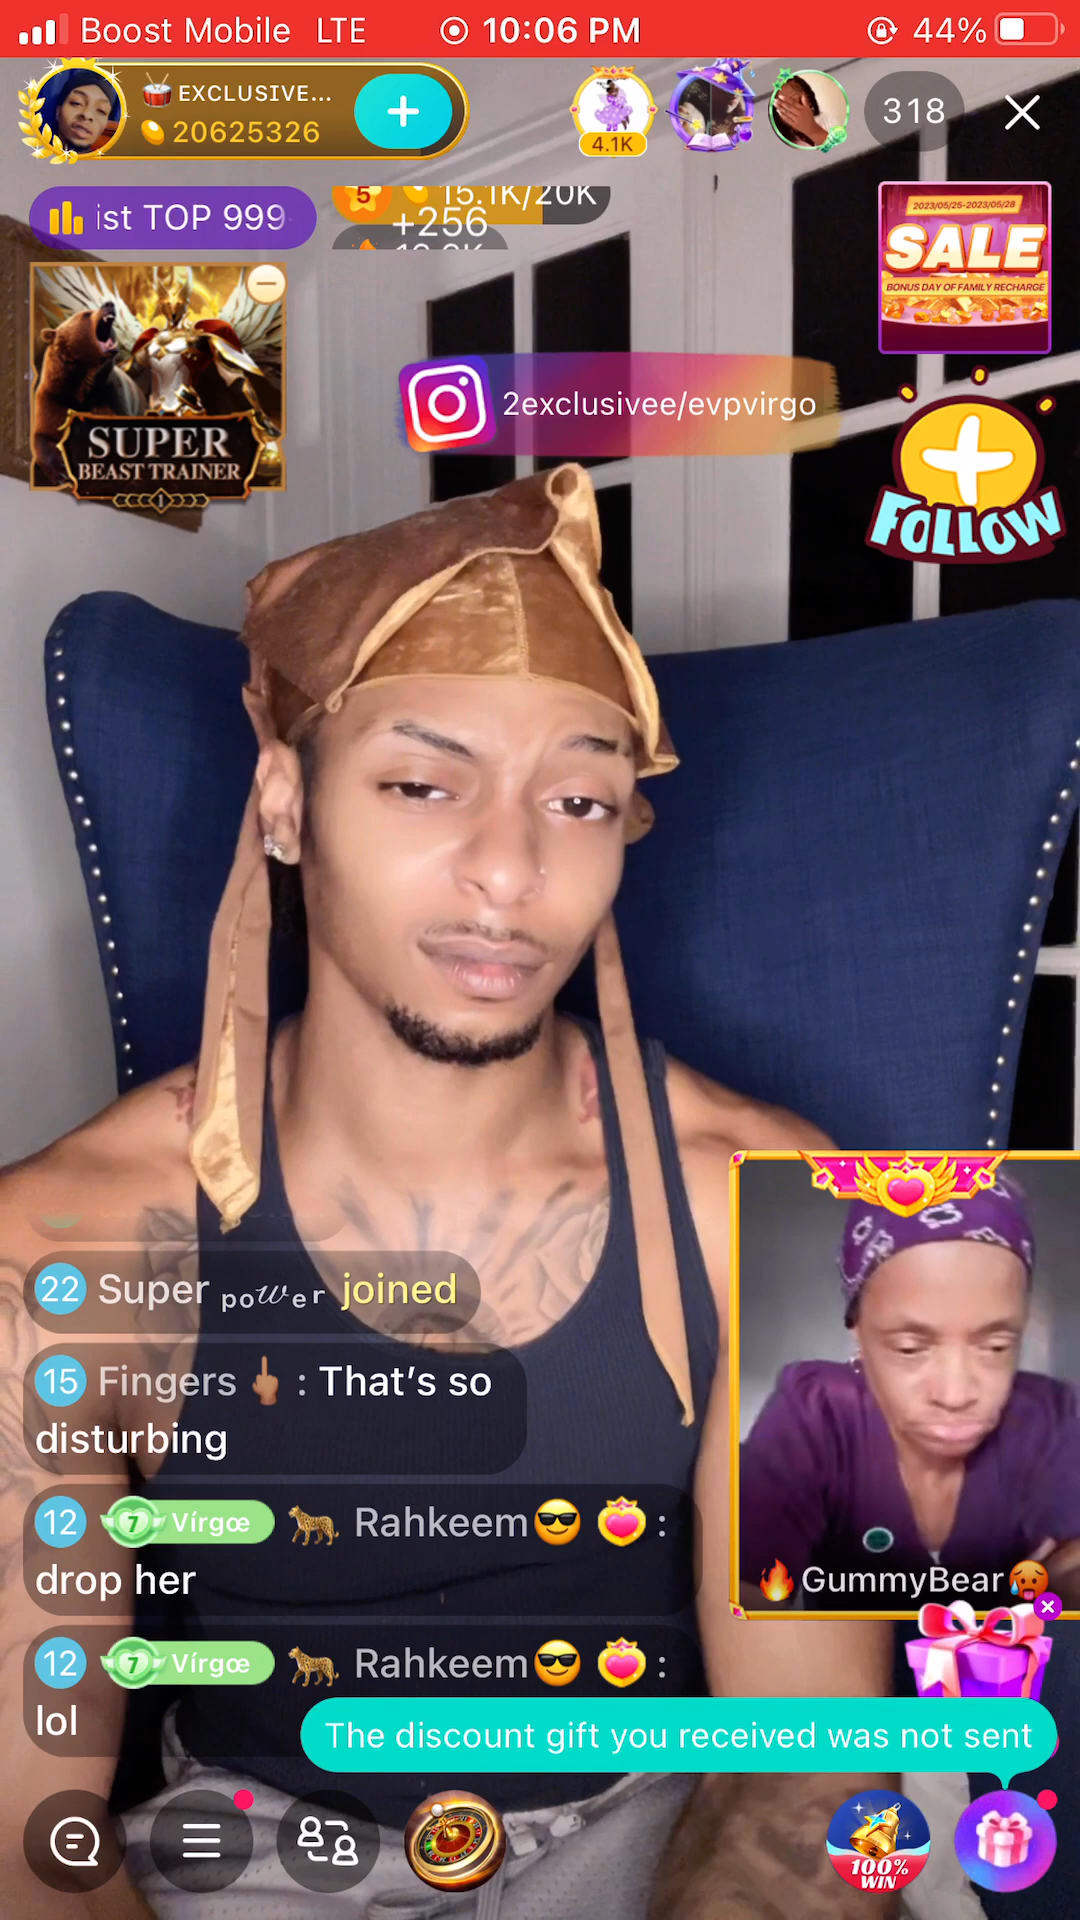 Boost Mobile LTE 10:06 PM 44%
EXCLUSIVE...
20625326
4.1K
318
ist TOP 999
5 15.1K/20K
+256
2023/05/25-2023/05/28
SALE
BONUS DAY OF FAMILY RECHARGE
SUPER
BEAST TRAINER
1
2exclusivee/evpvirgo
FOLLOW
22 Super power joined
15 Fingers🖕🏽 : That's so
disturbing
12 7 Vírgœ 🐆 Rahkeem😎 :
drop her
12 7 Vírgœ 🐆 Rahkeem😎 :
lol
🔥GummyBear🥵
The discount gift you received was not sent
100%
WIN